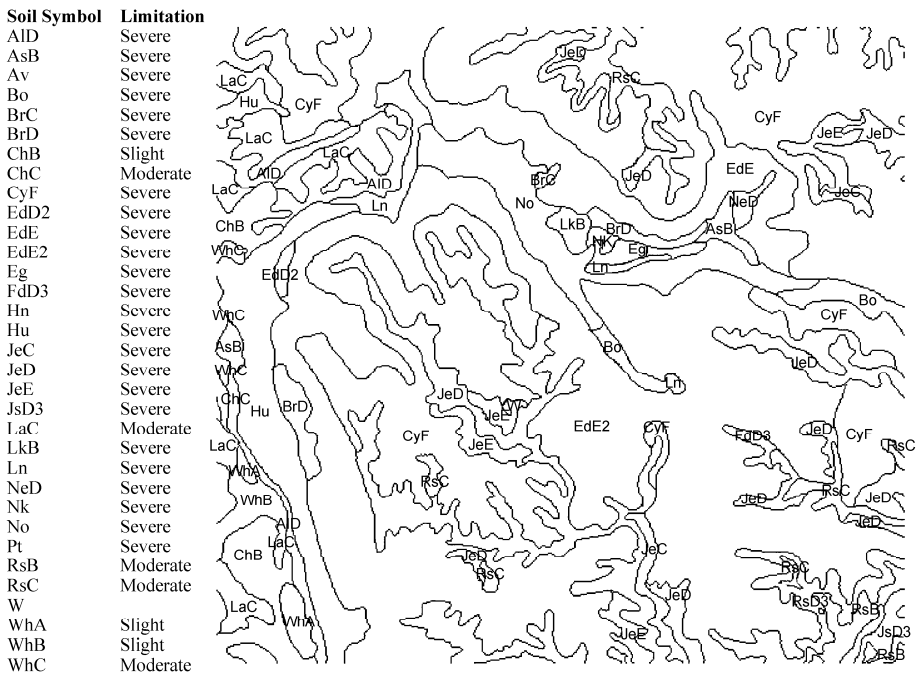 Soil Symbol Limitation
AlD Severe
AsB Severe
Av Severe
Bo Severe
BrC Severe
BrD Severe
ChB Slight
ChC Moderate
CyF Severe
EdD2 Severe
EdE Severe
EdE2 Severe
Eg Severe
FdD3 Severe
Hn Severe
Hu Severe
JeC Severe
JeD Severe
JeE Severe
JsD3 Severe
LaC Moderate
LkB Severe
Ln Severe
NeD Severe
Nk Severe
No Severe
Pt Severe
RsB Moderate
RsC Moderate
W
WhA Slight
WhB Slight
WhC Moderate
JeD
RsC
LaC
Hu
CyF
CyF
JeE
JeD
LaC
LaC
AlD
AlD
EdE
JeD
BrC
LaC
JeC
Ln
No
NeD
ChB
LkB
BrD
AsB
NK
Eg
WhC
Ln
EdD2
Bo
WhC
CyF
AsB
Bo
JeD
WhC
Ln
ChC
Hu
BrD
JeD
W
JeE
EdE2
CyF
CyF
JeE
FdD3
JeD
CyF
RsC
LaC
WhA
RsC
RsC
WhB
JeD
JeD
AlD
JeD
LaC
ChB
JeD
JeC
RsC
RsC
LaC
JeD
RsD3
RsB
WhA
JeE
JsD3
RsB